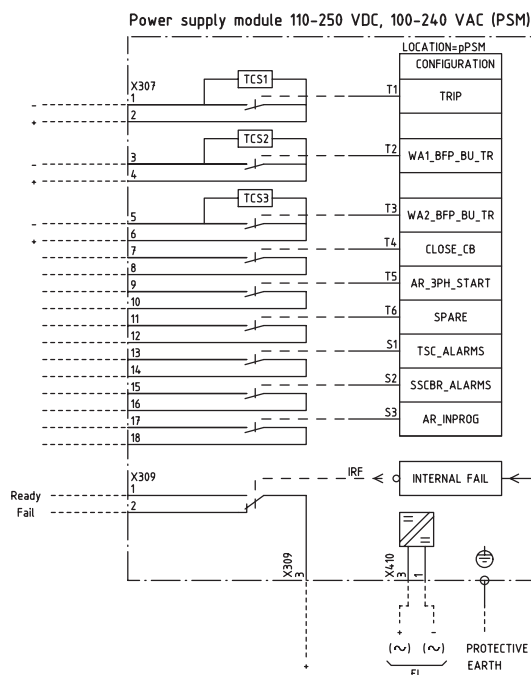 Power supply module 110-250 VDC, 100-240 VAC (PSM)
LOCATION=pPSM
CONFIGURATION
X307
TCS1
1
T1
TRIP
-
2
+
TCS2
3
T2
WA1_BFP_BU_TR
-
4
+
TCS3
5
T3
WA2_BFP_BU_TR
-
6
+
7
T4
CLOSE_CB
8
9
T5
AR_3PH_START
10
11
T6
SPARE
12
13
S1
TSC_ALARMS
14
15
S2
SSCBR_ALARMS
16
17
S3
AR_INPROG
18
X309
IRF
INTERNAL FAIL
1
Ready
2
Fail
X309
3
X410
3
1
+
-
(~)
(~)
PROTECTIVE
EARTH
+